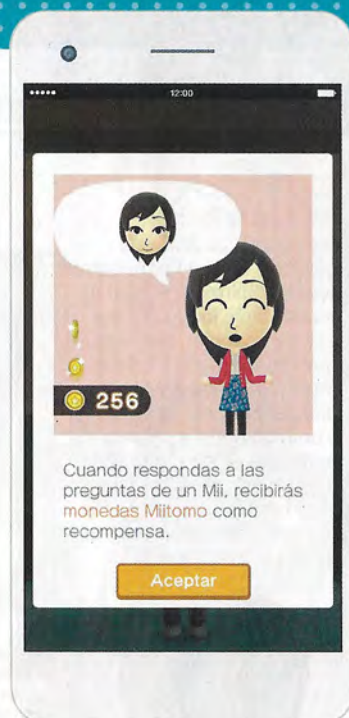 12:00
256
Cuando respondas a las
preguntas de un Mii, recibirás
monedas Miitomo como
recompensa.
Aceptar